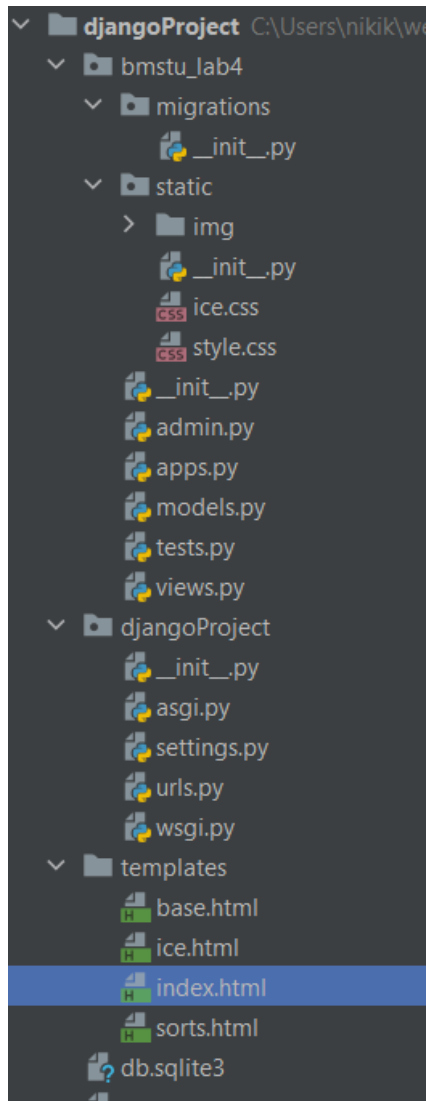 djangoProject C:\Users\nikik\we
bmstu_lab4
migrations
__init__.py
static
img
__init__.py
CSS ice.css
CSS style.css
__init__.py
admin.py
apps.py
models.py
tests.py
views.py
djangoProject
__init__.py
asgi.py
settings.py
urls.py
wsgi.py
templates
H base.html
H ice.html
H index.html
H sorts.html
? db.sqlite3